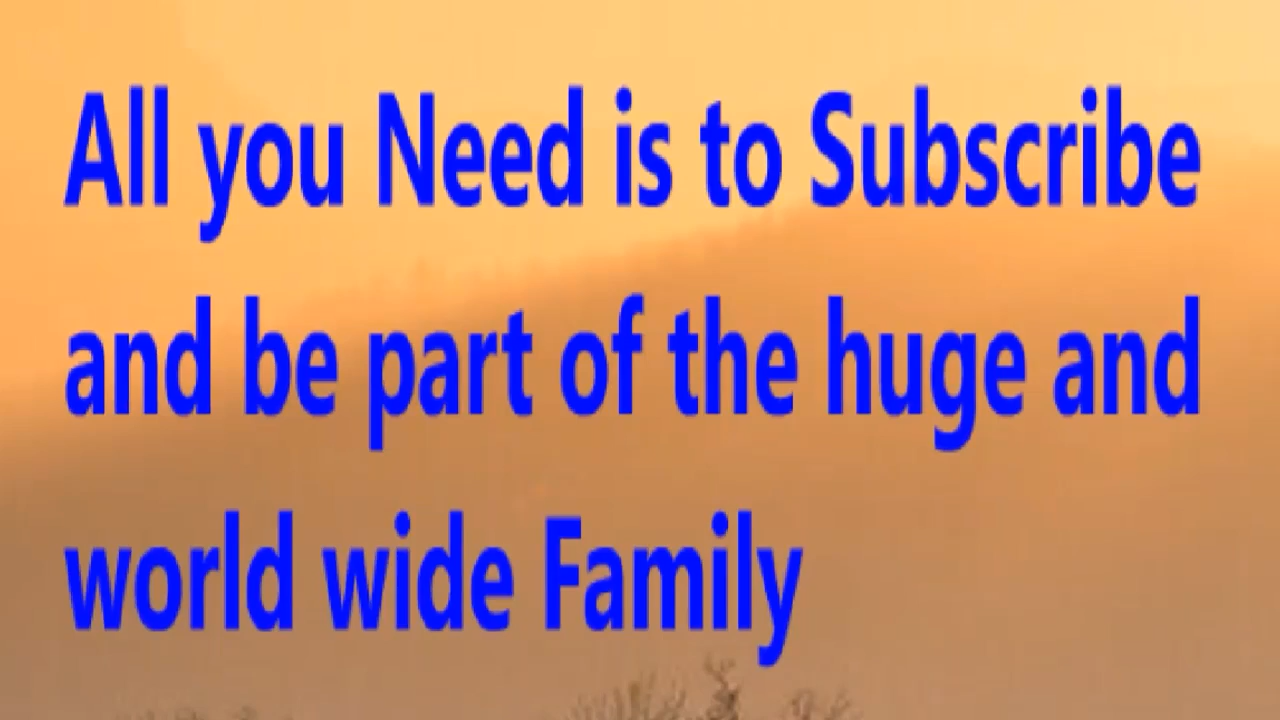 All you Need is to Subscribe
and be part of the huge and
world wide Family